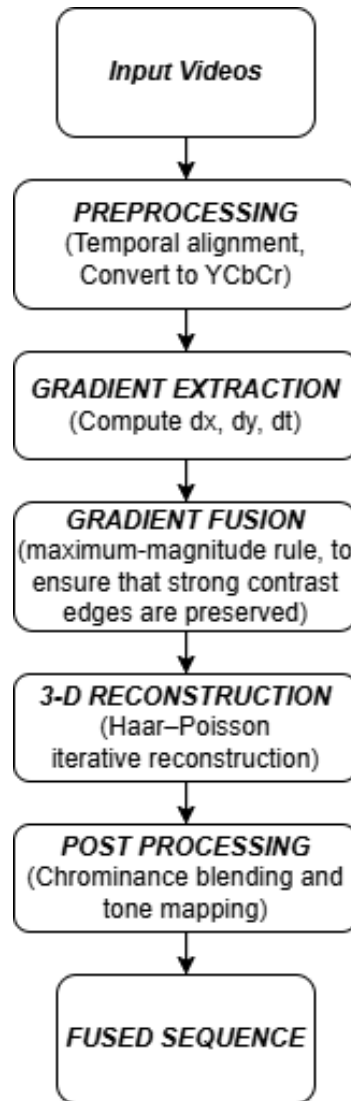 Input Videos
PREPROCESSING
(Temporal alignment,
Convert to YCbCr)
GRADIENT EXTRACTION
(Compute dx, dy, dt)
GRADIENT FUSION
(maximum-magnitude rule, to
ensure that strong contrast
edges are preserved)
3-D RECONSTRUCTION
(Haar–Poisson
iterative reconstruction)
POST PROCESSING
(Chrominance blending and
tone mapping)
FUSED SEQUENCE